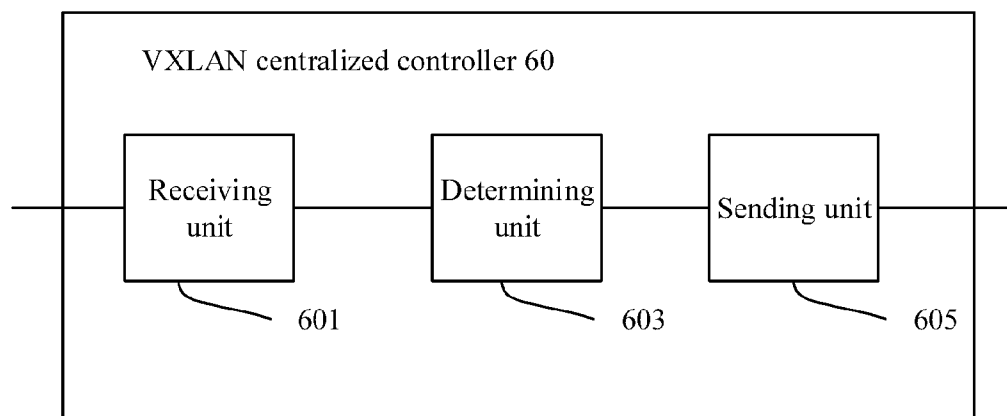 VXLAN centralized controller 60
Receiving
unit
Determining
unit
Sending unit
601
603
605